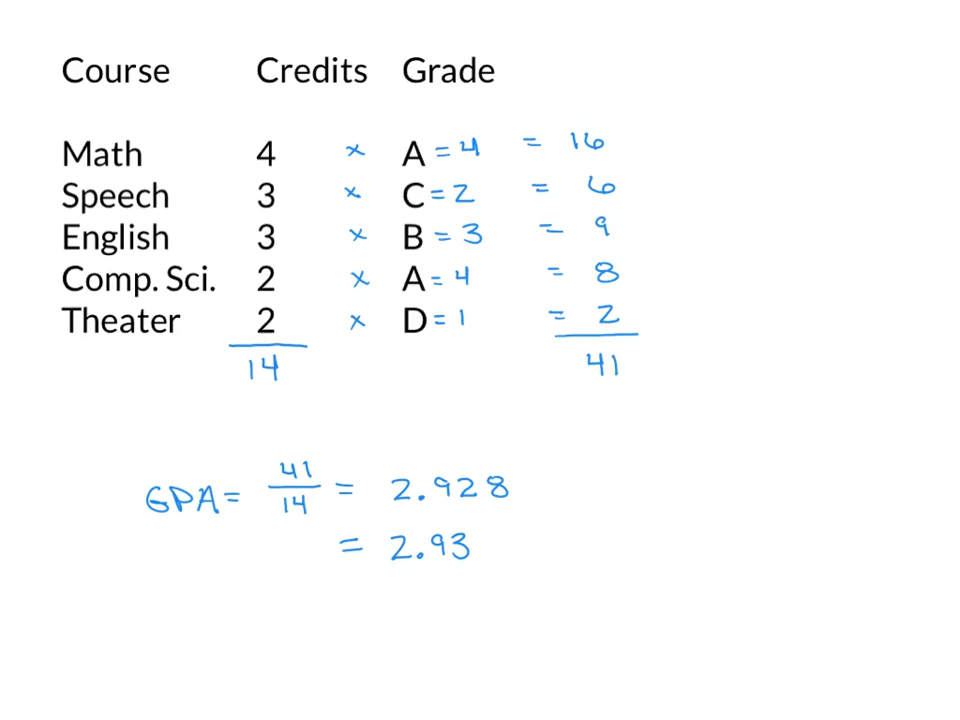 Course Credits Grade
Math 4 × A = 4 = 16
Speech 3 × C = 2 = 6
English 3 × B = 3 = 9
Comp. Sci. 2 × A = 4 = 8
Theater 2 × D = 1 = 2
14 41
GPA = 41/14 = 2.928
= 2.93